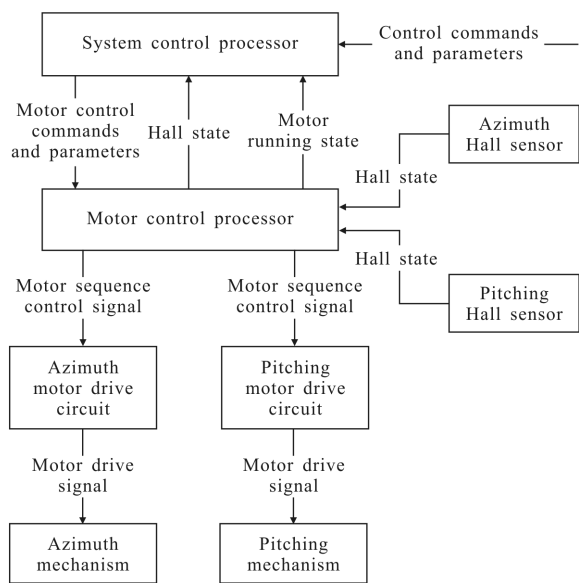 System control processor
Control commands
and parameters
Motor control
commands
and parameters
Hall state
Motor
running state
Azimuth
Hall sensor
Hall state
Motor control processor
Hall state
Pitching
Hall sensor
Motor sequence
control signal
Motor sequence
control signal
Azimuth
motor drive
circuit
Pitching
motor drive
circuit
Motor drive
signal
Motor drive
signal
Azimuth
mechanism
Pitching
mechanism